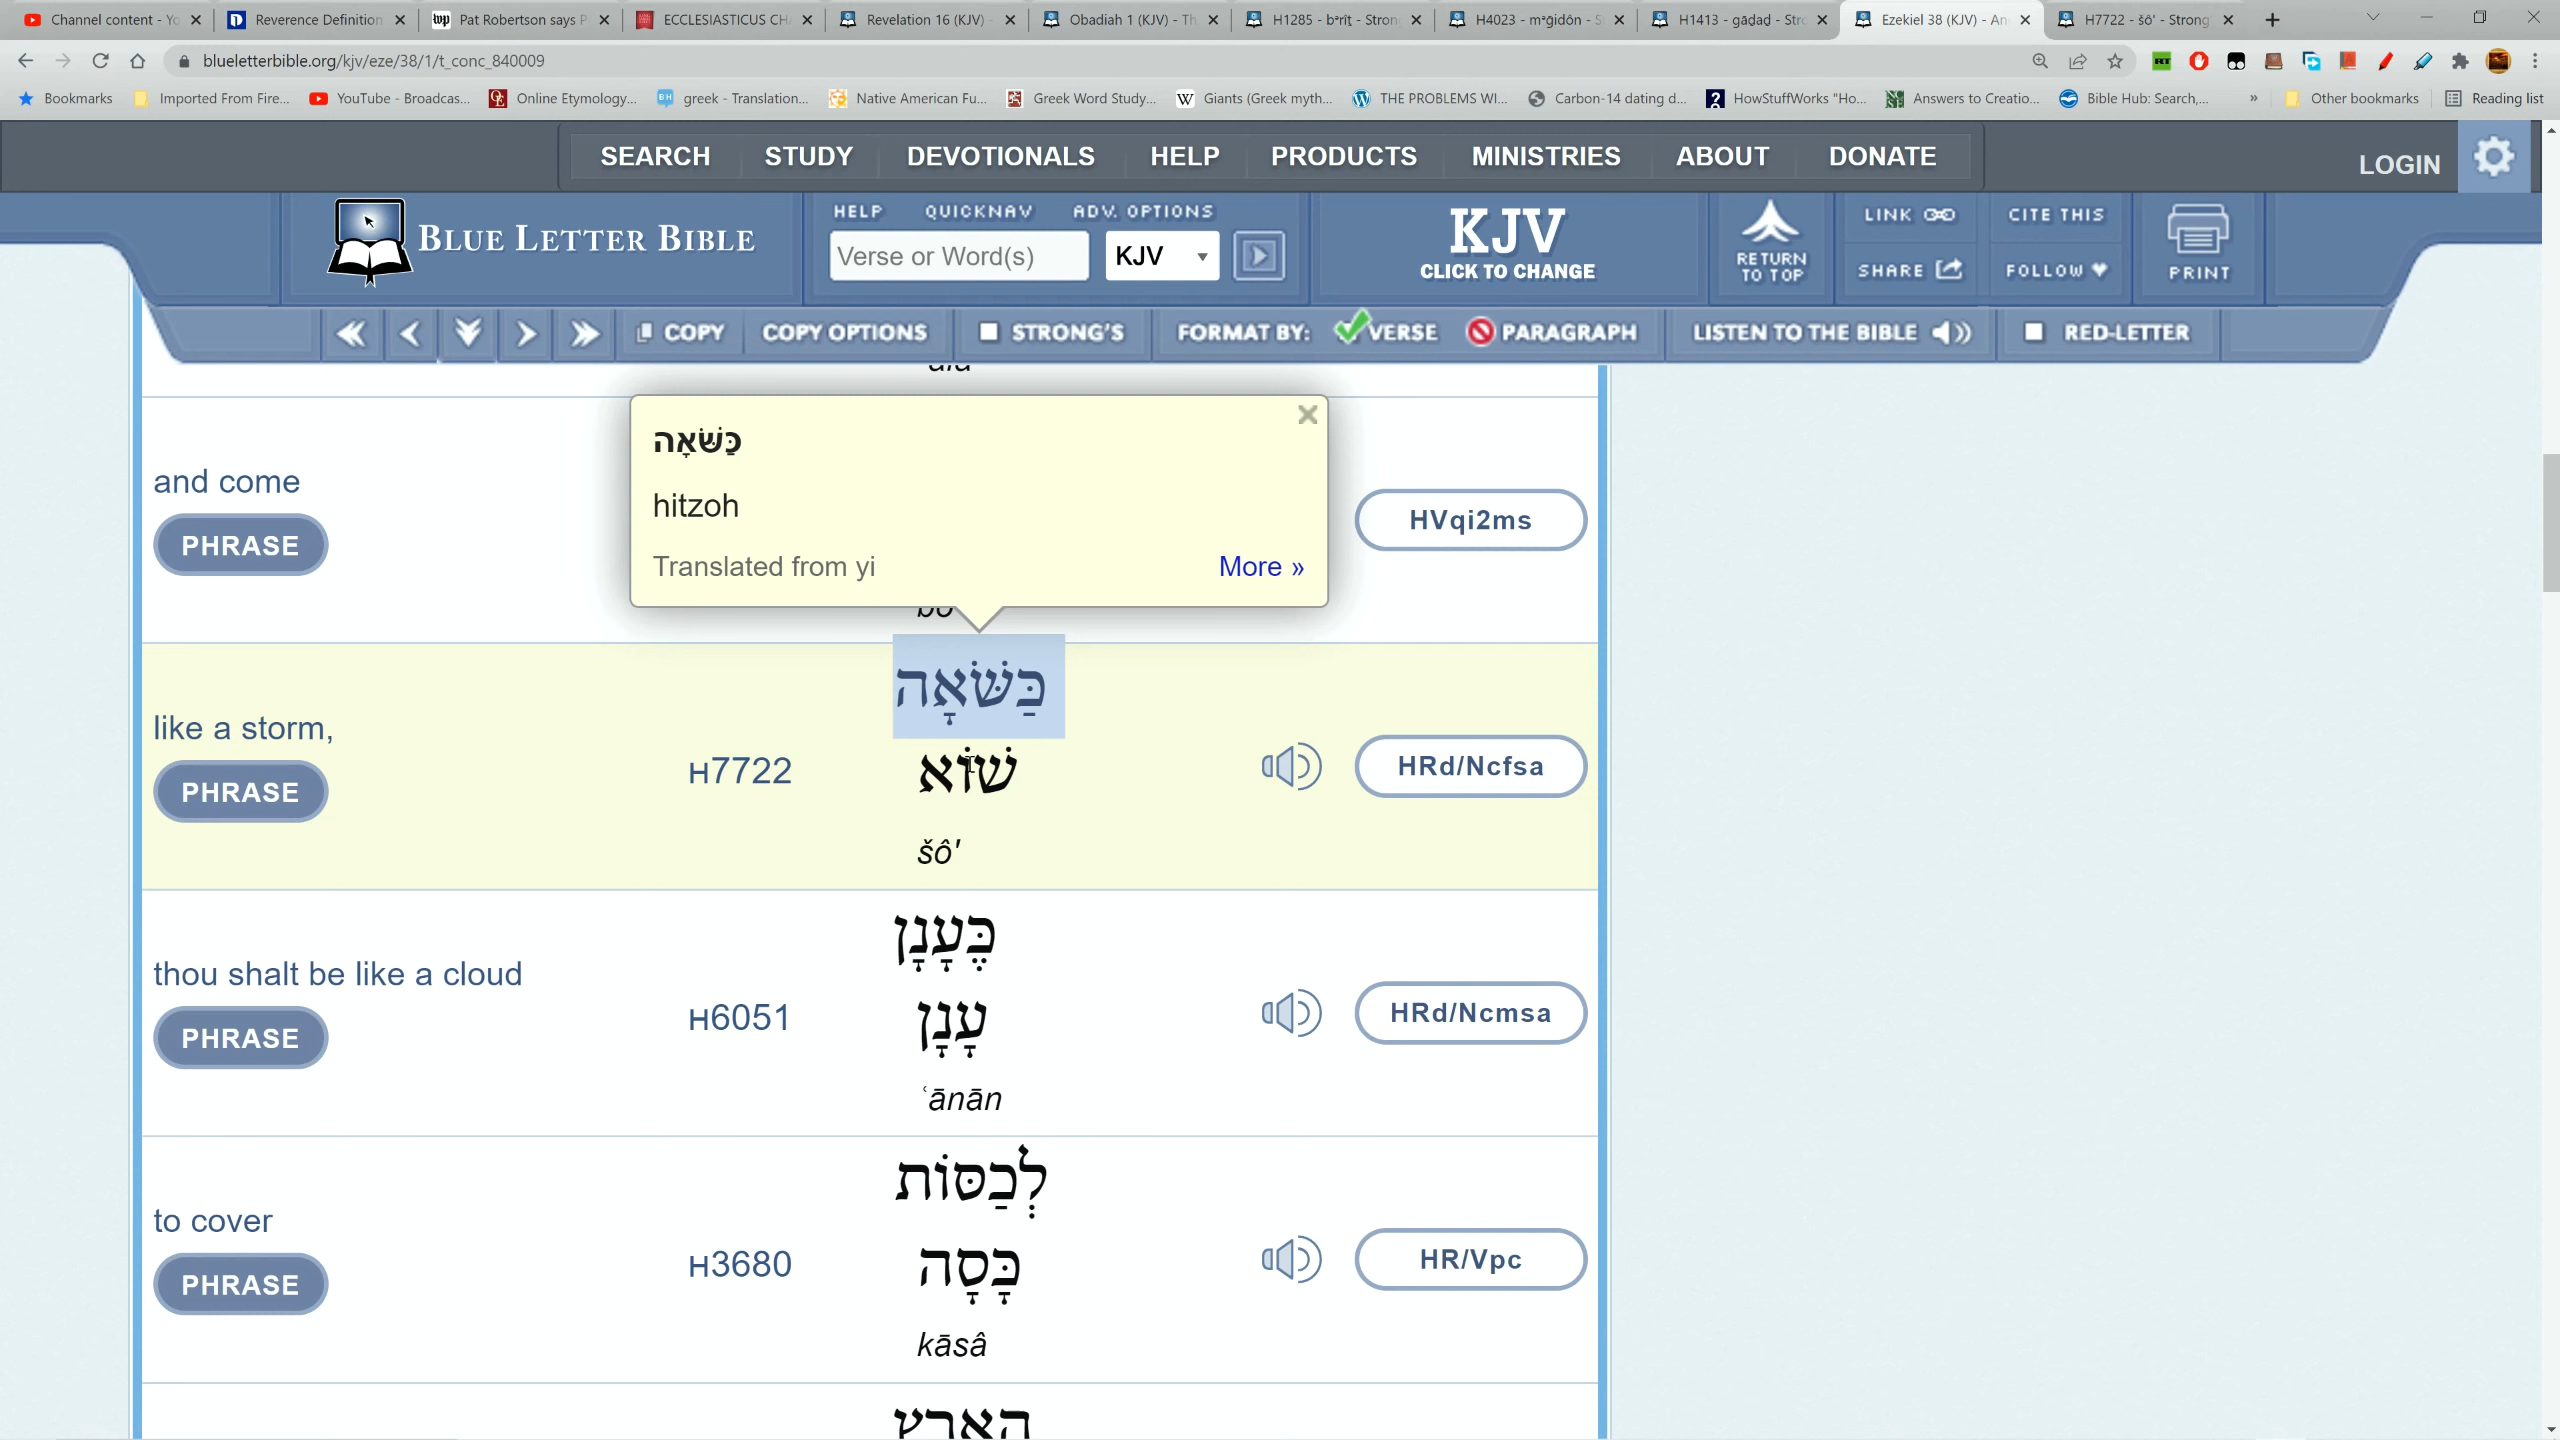 Channel content - Yo
Reverence Definition
Pat Robertson says P
ECCLESIASTICUS CH
Revelation 16 (KJV) -
Obadiah 1 (KJV) - Th
H1285 - bᵊrîṯ - Stron
H4023 - mᵊḡidôn - S
H1413 - gāḏaḏ - Stro
Ezekiel 38 (KJV) - An
H7722 - šô' - Strong
blueletterbible.org/kjv/eze/38/1/t_conc_840009
Bookmarks
Imported From Fire...
YouTube - Broadcas...
Online Etymology...
greek - Translation...
Native American Fu...
Greek Word Study...
Giants (Greek myth...
THE PROBLEMS WI...
Carbon-14 dating d...
HowStuffWorks "Ho...
Answers to Creatio...
Bible Hub: Search,...
»
Other bookmarks
Reading list
SEARCH
STUDY
DEVOTIONALS
HELP
PRODUCTS
MINISTRIES
ABOUT
DONATE
LOGIN
BLUE LETTER BIBLE
HELP
QUICKNAV
ADV. OPTIONS
Verse or Word(s)
KJV
KJV
CLICK TO CHANGE
RETURN
TO TOP
LINK
SHARE
CITE THIS
FOLLOW
PRINT
COPY
COPY OPTIONS
STRONG'S
FORMAT BY:
VERSE
PARAGRAPH
LISTEN TO THE BIBLE
RED-LETTER
כַּשֹּׁאָה
hitzoh
Translated from yi
More »
and come
PHRASE
HVqi2ms
like a storm,
PHRASE
H7722
כַּשֹּׁאָה
שׁוֹא
šô'
HRd/Ncfsa
thou shalt be like a cloud
PHRASE
H6051
כֶּעָנָן
עָנָן
ʿānān
HRd/Ncmsa
to cover
PHRASE
H3680
לְכַסּוֹת
כָּסָה
kāsâ
HR/Vpc
הארץ